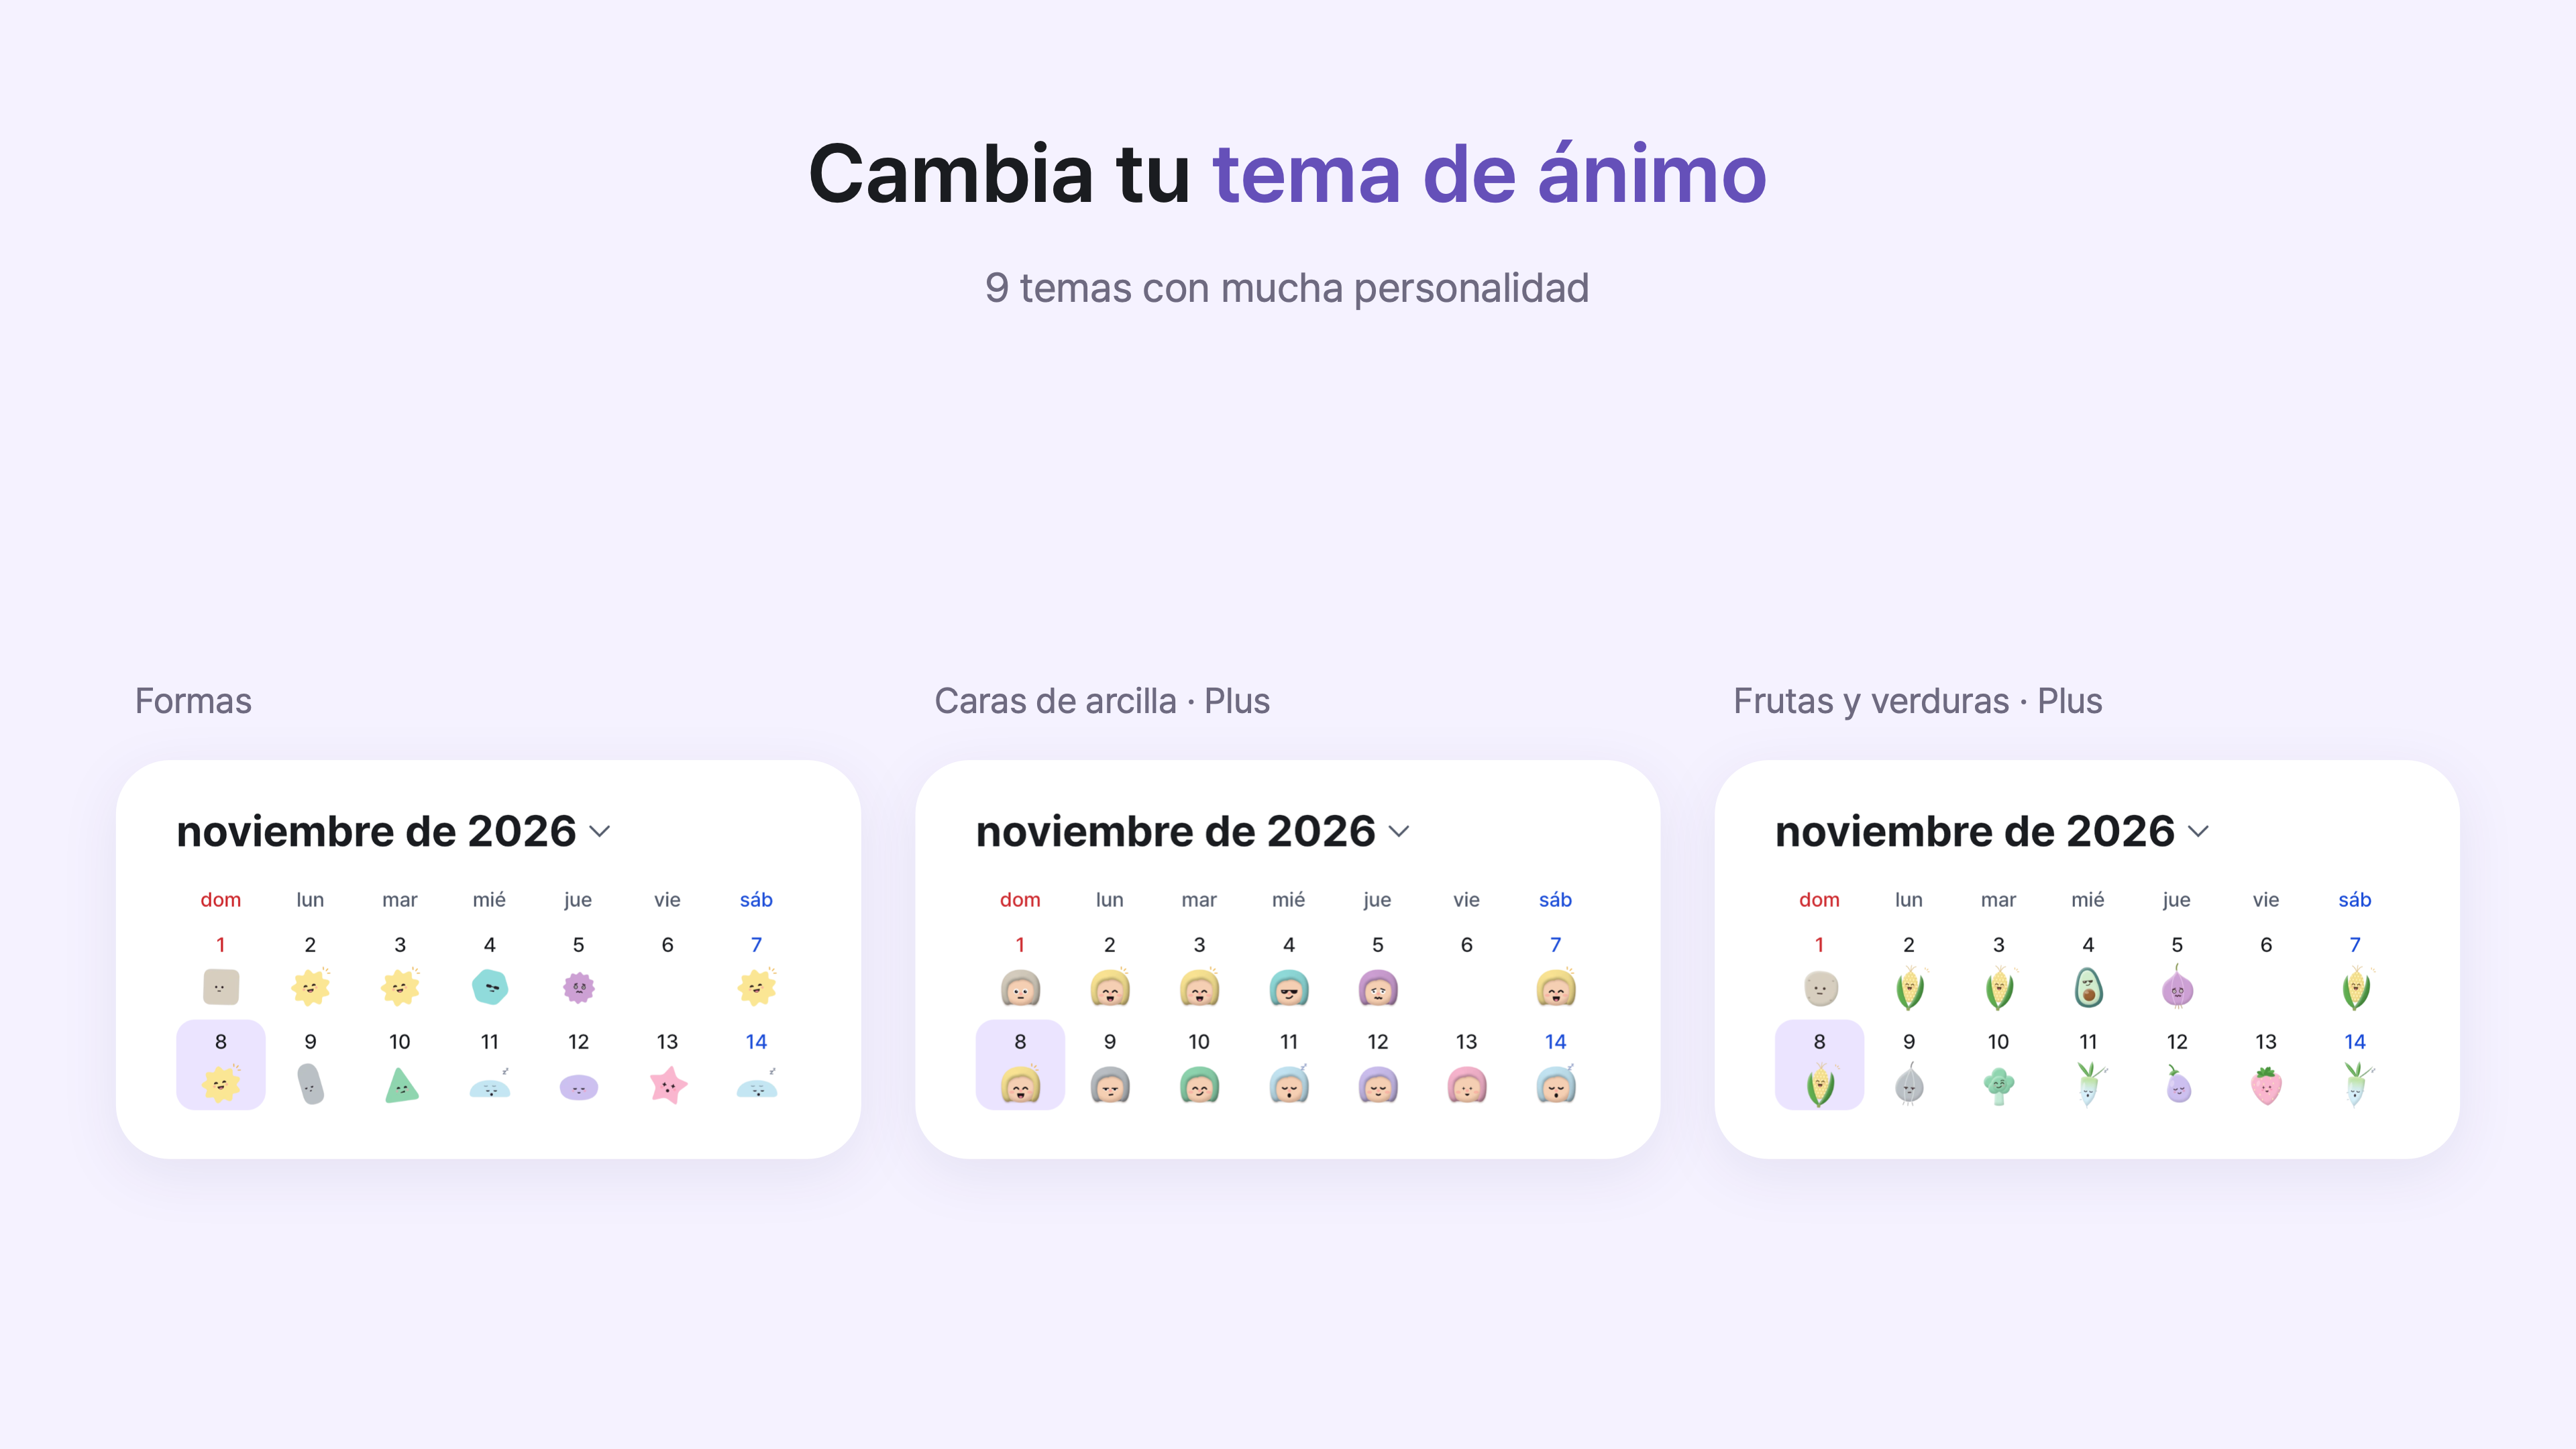 Cambia tu tema de ánimo
9 temas con mucha personalidad
Formas
noviembre de 2026
dom lun mar mié jue vie sáb
1 2 3 4 5 6 7
8 9 10 11 12 13 14
Caras de arcilla · Plus
noviembre de 2026
dom lun mar mié jue vie sáb
1 2 3 4 5 6 7
8 9 10 11 12 13 14
Frutas y verduras · Plus
noviembre de 2026
dom lun mar mié jue vie sáb
1 2 3 4 5 6 7
8 9 10 11 12 13 14